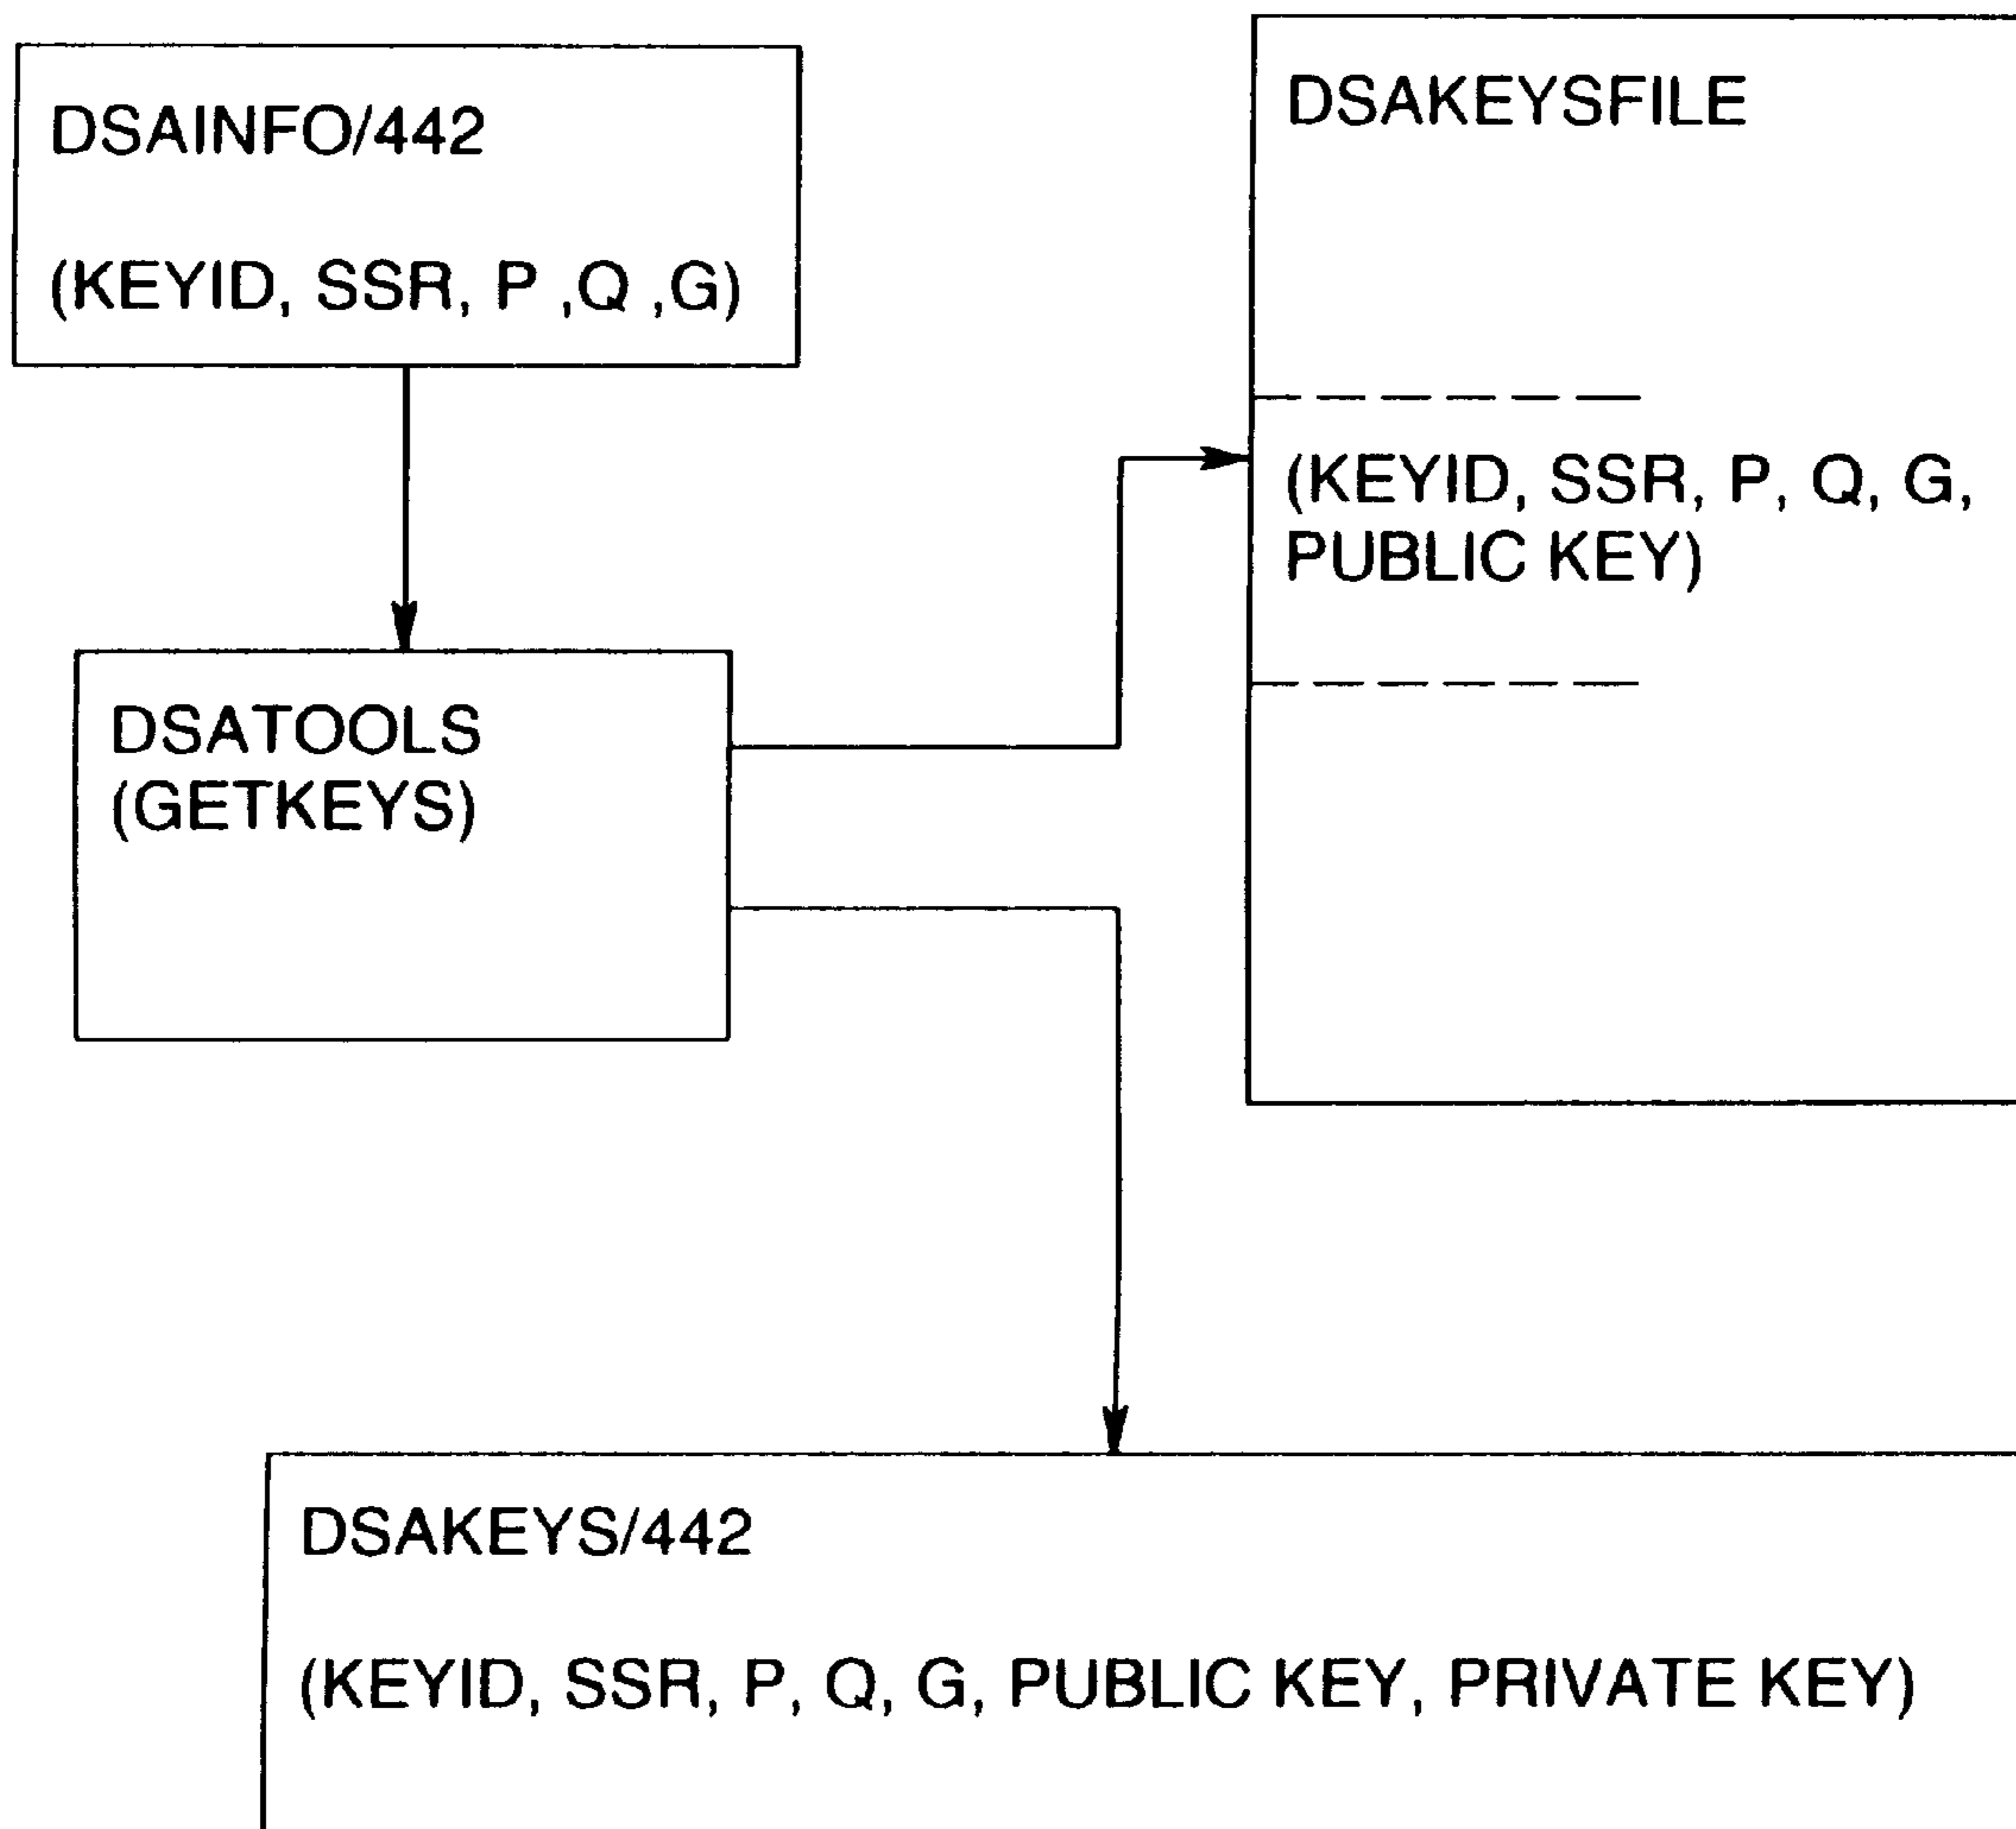 DSAINFO/442
(KEYID, SSR, P ,Q ,G)
DSAKEYSFILE
(KEYID, SSR, P, Q, G,
PUBLIC KEY)
DSATOOLS
(GETKEYS)
DSAKEYS/442
(KEYID, SSR, P, Q, G, PUBLIC KEY, PRIVATE KEY)